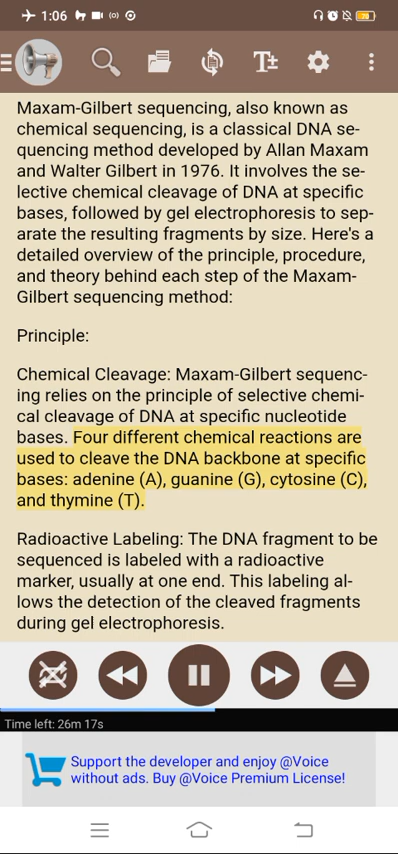 1:06
T±
Maxam-Gilbert sequencing, also known as
chemical sequencing, is a classical DNA se-
quencing method developed by Allan Maxam
and Walter Gilbert in 1976. It involves the se-
lective chemical cleavage of DNA at specific
bases, followed by gel electrophoresis to sep-
arate the resulting fragments by size. Here's a
detailed overview of the principle, procedure,
and theory behind each step of the Maxam-
Gilbert sequencing method:
Principle:
Chemical Cleavage: Maxam-Gilbert sequenc-
ing relies on the principle of selective chemi-
cal cleavage of DNA at specific nucleotide
bases. Four different chemical reactions are
used to cleave the DNA backbone at specific
bases: adenine (A), guanine (G), cytosine (C),
and thymine (T).
Radioactive Labeling: The DNA fragment to be
sequenced is labeled with a radioactive
marker, usually at one end. This labeling al-
lows the detection of the cleaved fragments
during gel electrophoresis.
Time left: 26m 17s
Support the developer and enjoy @Voice
without ads. Buy @Voice Premium License!